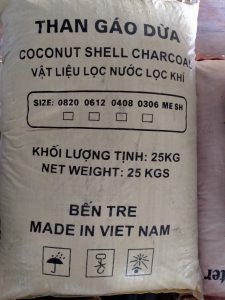 THAN GÁO DỪA
COCONUT SHELL CHARCOAL
VẬT LIỆU LỌC NƯỚC LỌC KHÍ
SIZE: 0820 0612 0408 0306 MESH
KHỐI LƯỢNG TỊNH: 25KG
NET WEIGHT: 25 KGS
BẾN TRE
MADE IN VIET NAM